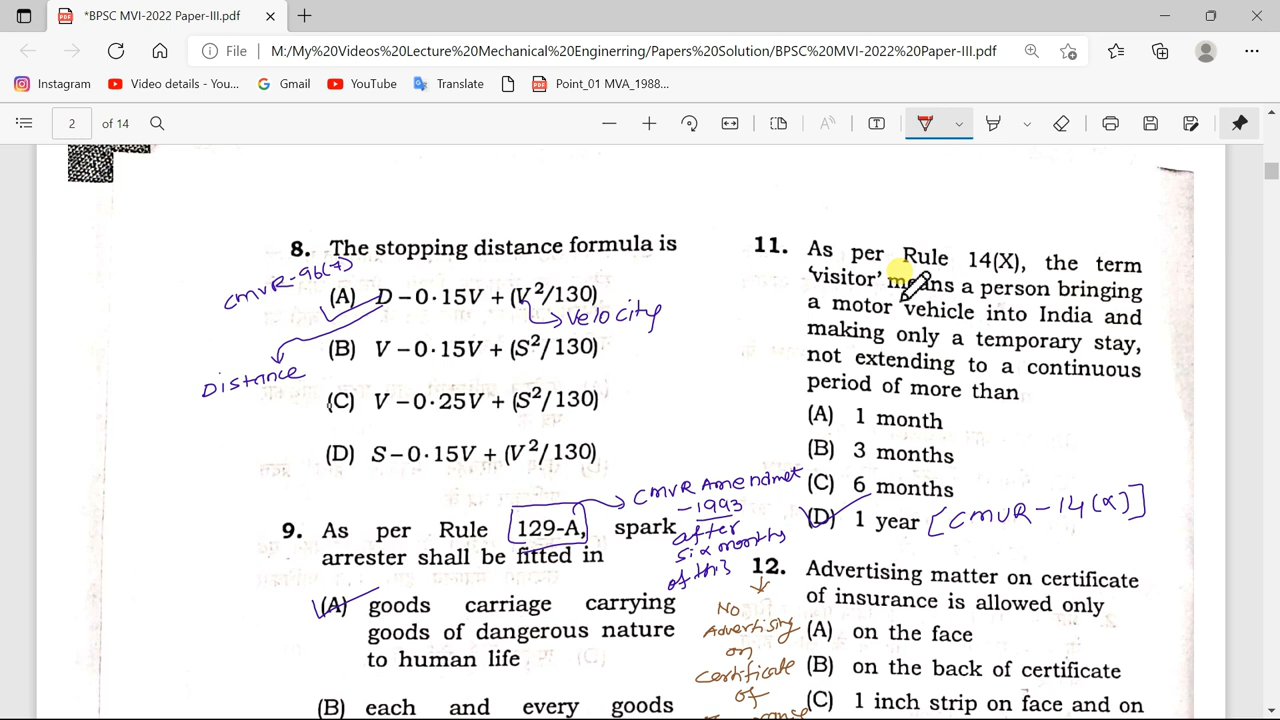 *BPSC MVI-2022 Paper-III.pdf
File
M:/My%20Videos%20Lecture%20Mechanical%20Enginerring/Papers%20Solution/BPSC%20MVI-2022%20Paper-III.pdf
Instagram
Video details - You...
Gmail
YouTube
Translate
Point_01 MVA_1988...
2 of 14
8. The stopping distance formula is
CMVR-96(7)
(A) D - 0·15V + (V²/130)
velocity
(B) V - 0·15V + (S²/130)
Distance
(C) V - 0·25V + (S²/130)
(D) S - 0·15V + (V²/130)
9. As per Rule 129-A, spark
arrester shall be fitted in
CMVR Amendmet
-1993
after
six months
of this
(A) goods carriage carrying
goods of dangerous nature
to human life
(B) each and every goods
11. As per Rule 14(X), the term
'visitor' means a person bringing
a motor vehicle into India and
making only a temporary stay,
not extending to a continuous
period of more than
(A) 1 month
(B) 3 months
(C) 6 months
(D) 1 year [CMVR-14(x)]
12. Advertising matter on certificate
of insurance is allowed only
No
Advertising
on
certificate
of
(A) on the face
(B) on the back of certificate
(C) 1 inch strip on face and on